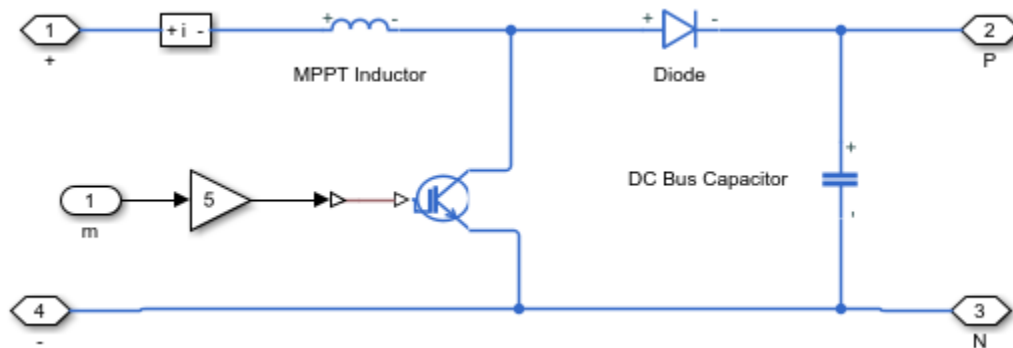 + -
+ -
1
+ i -
2
+
P
MPPT Inductor
Diode
+
DC Bus Capacitor
1
5
-
m
4
3
-
N